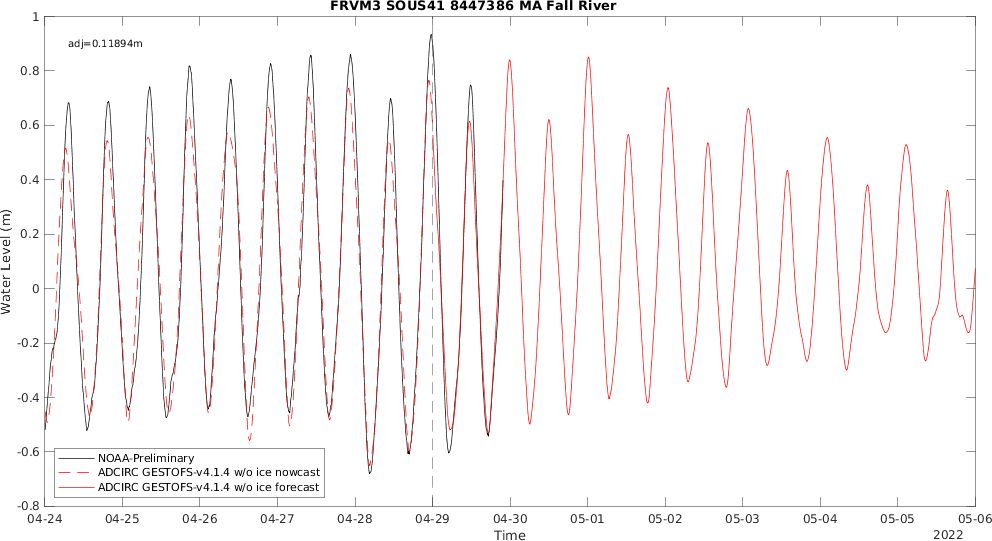 FRVM3 SOUS41 8447386 MA Fall River
adj=0.11894m
1
0.8
0.6
0.4
0.2
0
-0.2
-0.4
-0.6
-0.8
Water Level (m)
NOAA-Preliminary
ADCIRC GESTOFS-v4.1.4 w/o ice nowcast
ADCIRC GESTOFS-v4.1.4 w/o ice forecast
04-24 04-25 04-26 04-27 04-28 04-29 04-30 05-01 05-02 05-03 05-04 05-05 05-06
Time
2022